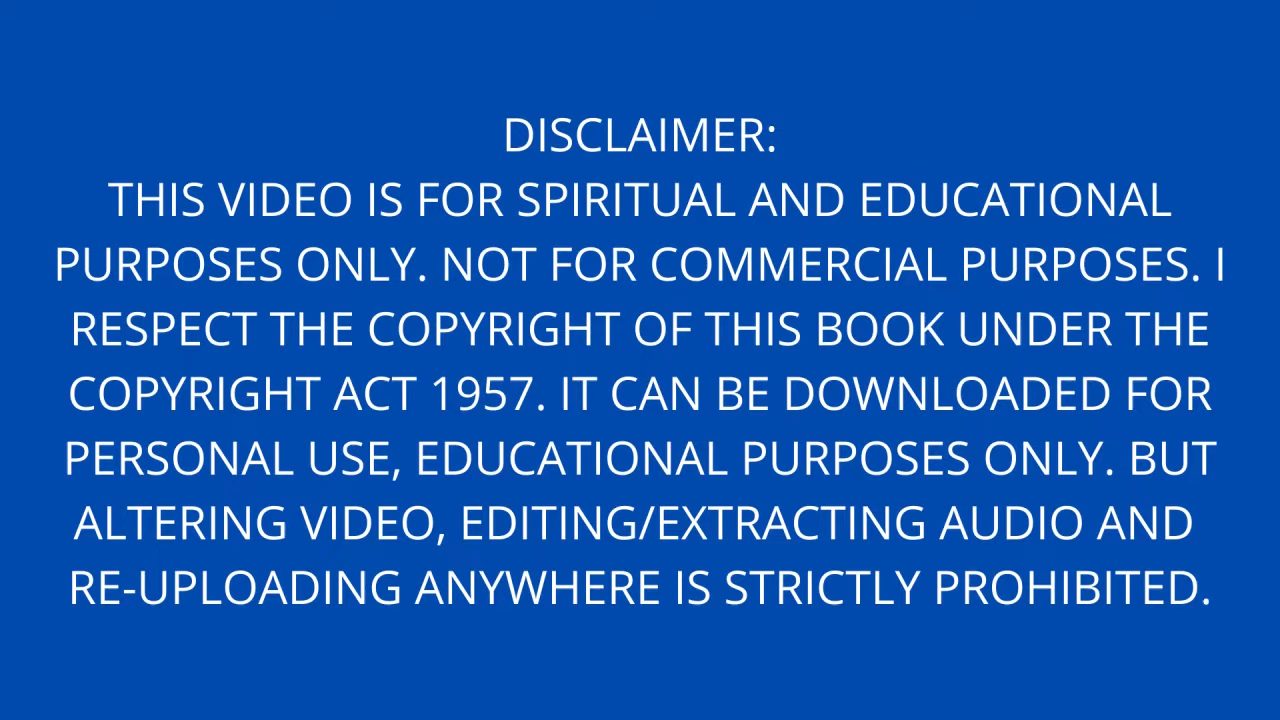 DISCLAIMER:
THIS VIDEO IS FOR SPIRITUAL AND EDUCATIONAL
PURPOSES ONLY. NOT FOR COMMERCIAL PURPOSES. I
RESPECT THE COPYRIGHT OF THIS BOOK UNDER THE
COPYRIGHT ACT 1957. IT CAN BE DOWNLOADED FOR
PERSONAL USE, EDUCATIONAL PURPOSES ONLY. BUT
ALTERING VIDEO, EDITING/EXTRACTING AUDIO AND
RE-UPLOADING ANYWHERE IS STRICTLY PROHIBITED.